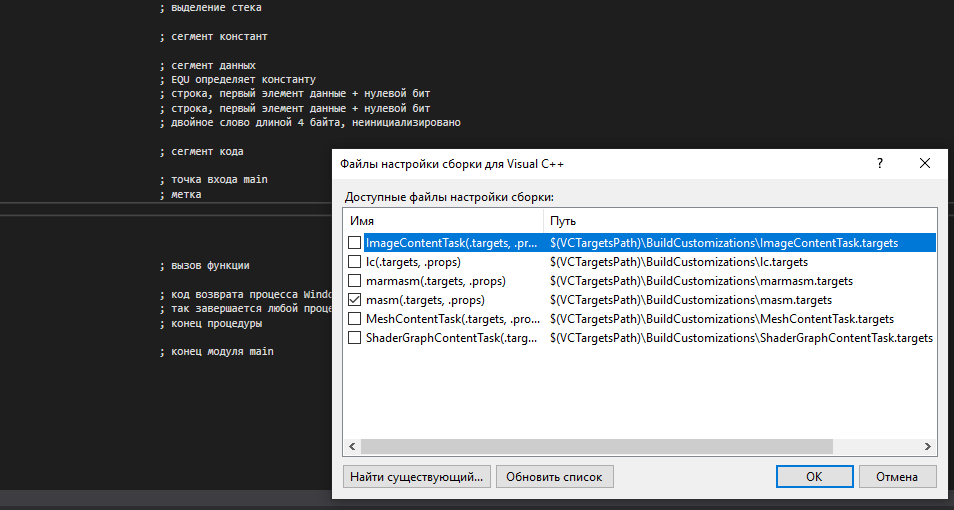 ; выделение стека
; сегмент констант
; сегмент данных
; EQU определяет константу
; строка, первый элемент данные + нулевой бит
; строка, первый элемент данные + нулевой бит
; двойное слово длиной 4 байта, неинициализировано
; сегмент кода
; точка входа main
; метка
; вызов функции
; код возврата процесса Windo
; так завершается любой проце
; конец процедуры
; конец модуля main
Файлы настройки сборки для Visual C++
?
Доступные файлы настройки сборки:
Имя Путь
ImageContentTask(.targets, .pr... $(VCTargetsPath)\BuildCustomizations\ImageContentTask.targets
lc(.targets, .props) $(VCTargetsPath)\BuildCustomizations\lc.targets
marmasm(.targets, .props) $(VCTargetsPath)\BuildCustomizations\marmasm.targets
masm(.targets, .props) $(VCTargetsPath)\BuildCustomizations\masm.targets
MeshContentTask(.targets, .pro... $(VCTargetsPath)\BuildCustomizations\MeshContentTask.targets
ShaderGraphContentTask(.targ... $(VCTargetsPath)\BuildCustomizations\ShaderGraphContentTask.targets
Найти существующий... Обновить список OK Отмена